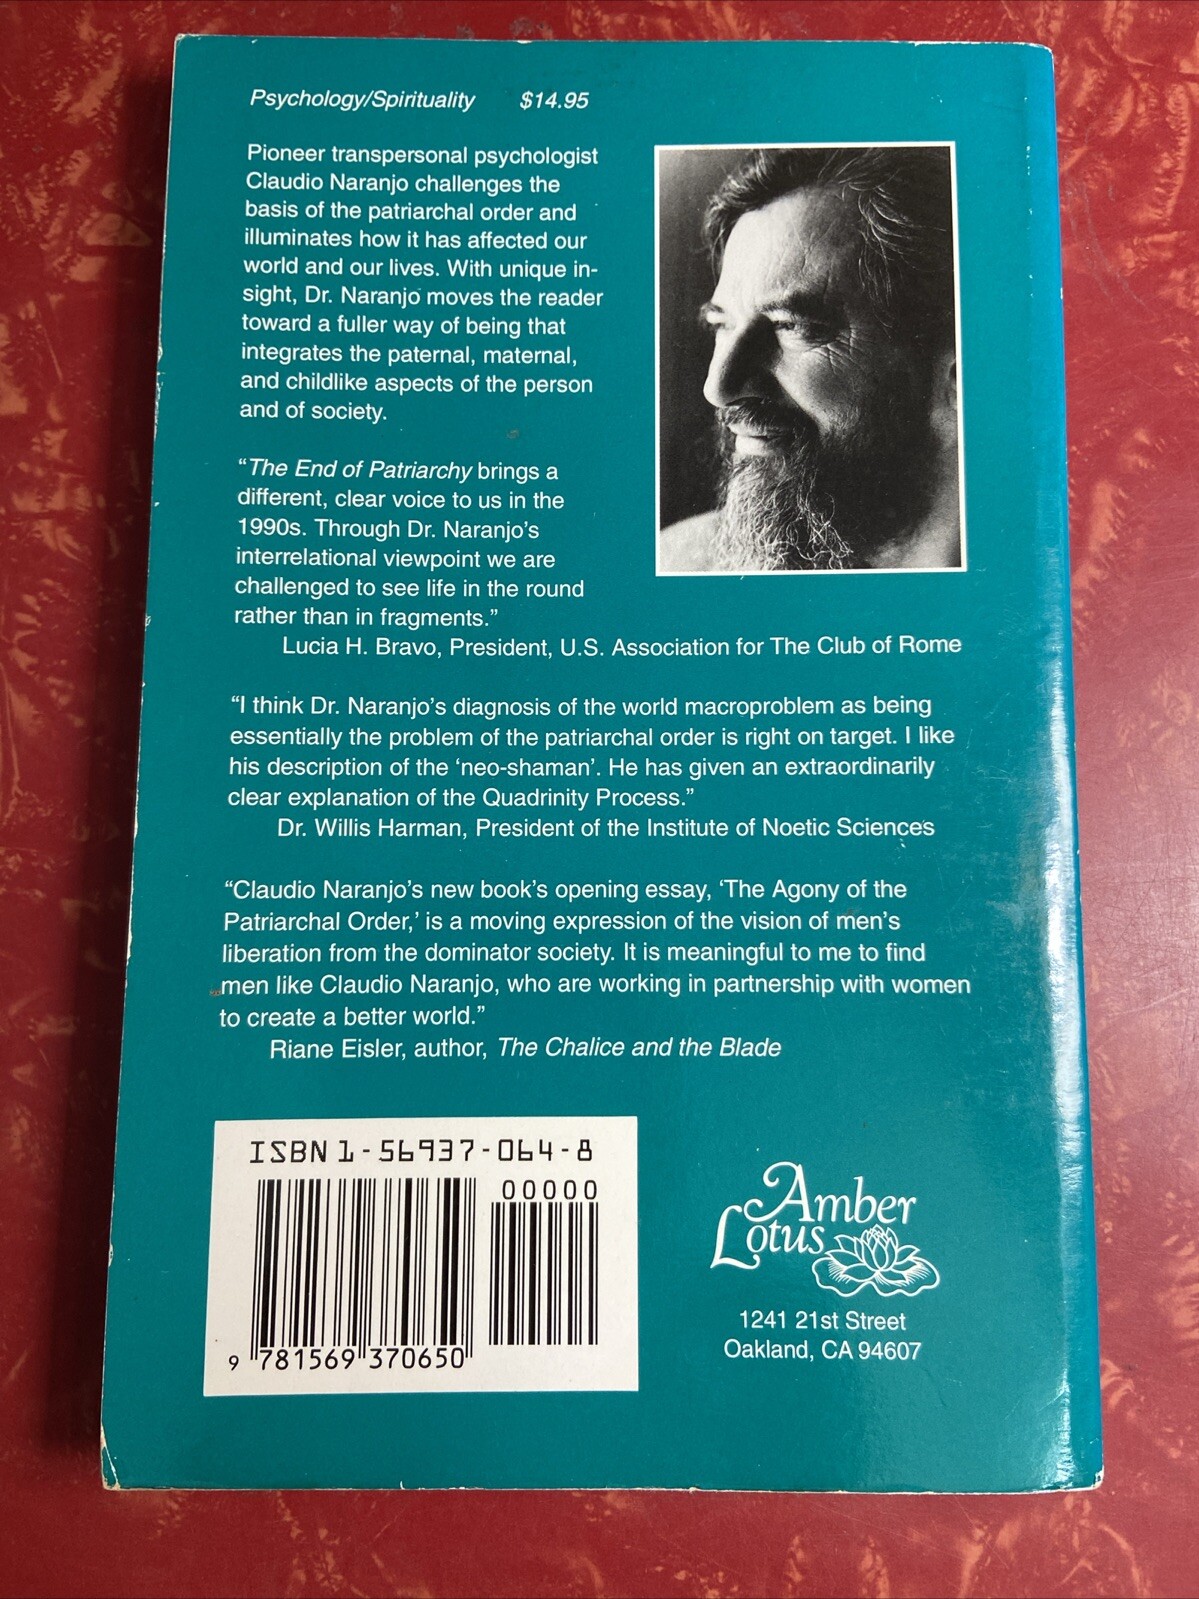 Psychology/Spirituality $14.95
Pioneer transpersonal psychologist
Claudio Naranjo challenges the
basis of the patriarchal order and
illuminates how it has affected our
world and our lives. With unique in-
sight, Dr. Naranjo moves the reader
toward a fuller way of being that
integrates the paternal, maternal,
and childlike aspects of the person
and of society.
“The End of Patriarchy brings a
different, clear voice to us in the
1990s. Through Dr. Naranjo’s
interrelational viewpoint we are
challenged to see life in the round
rather than in fragments.”
Lucia H. Bravo, President, U.S. Association for The Club of Rome
“I think Dr. Naranjo’s diagnosis of the world macroproblem as being
essentially the problem of the patriarchal order is right on target. I like
his description of the ‘neo-shaman’. He has given an extraordinarily
clear explanation of the Quadrinity Process.”
Dr. Willis Harman, President of the Institute of Noetic Sciences
“Claudio Naranjo’s new book’s opening essay, ‘The Agony of the
Patriarchal Order,’ is a moving expression of the vision of men’s
liberation from the dominator society. It is meaningful to me to find
men like Claudio Naranjo, who are working in partnership with women
to create a better world.”
Riane Eisler, author, The Chalice and the Blade
ISBN 1-56937-064-8
00000
9 781569 370650
Amber
Lotus
1241 21st Street
Oakland, CA 94607